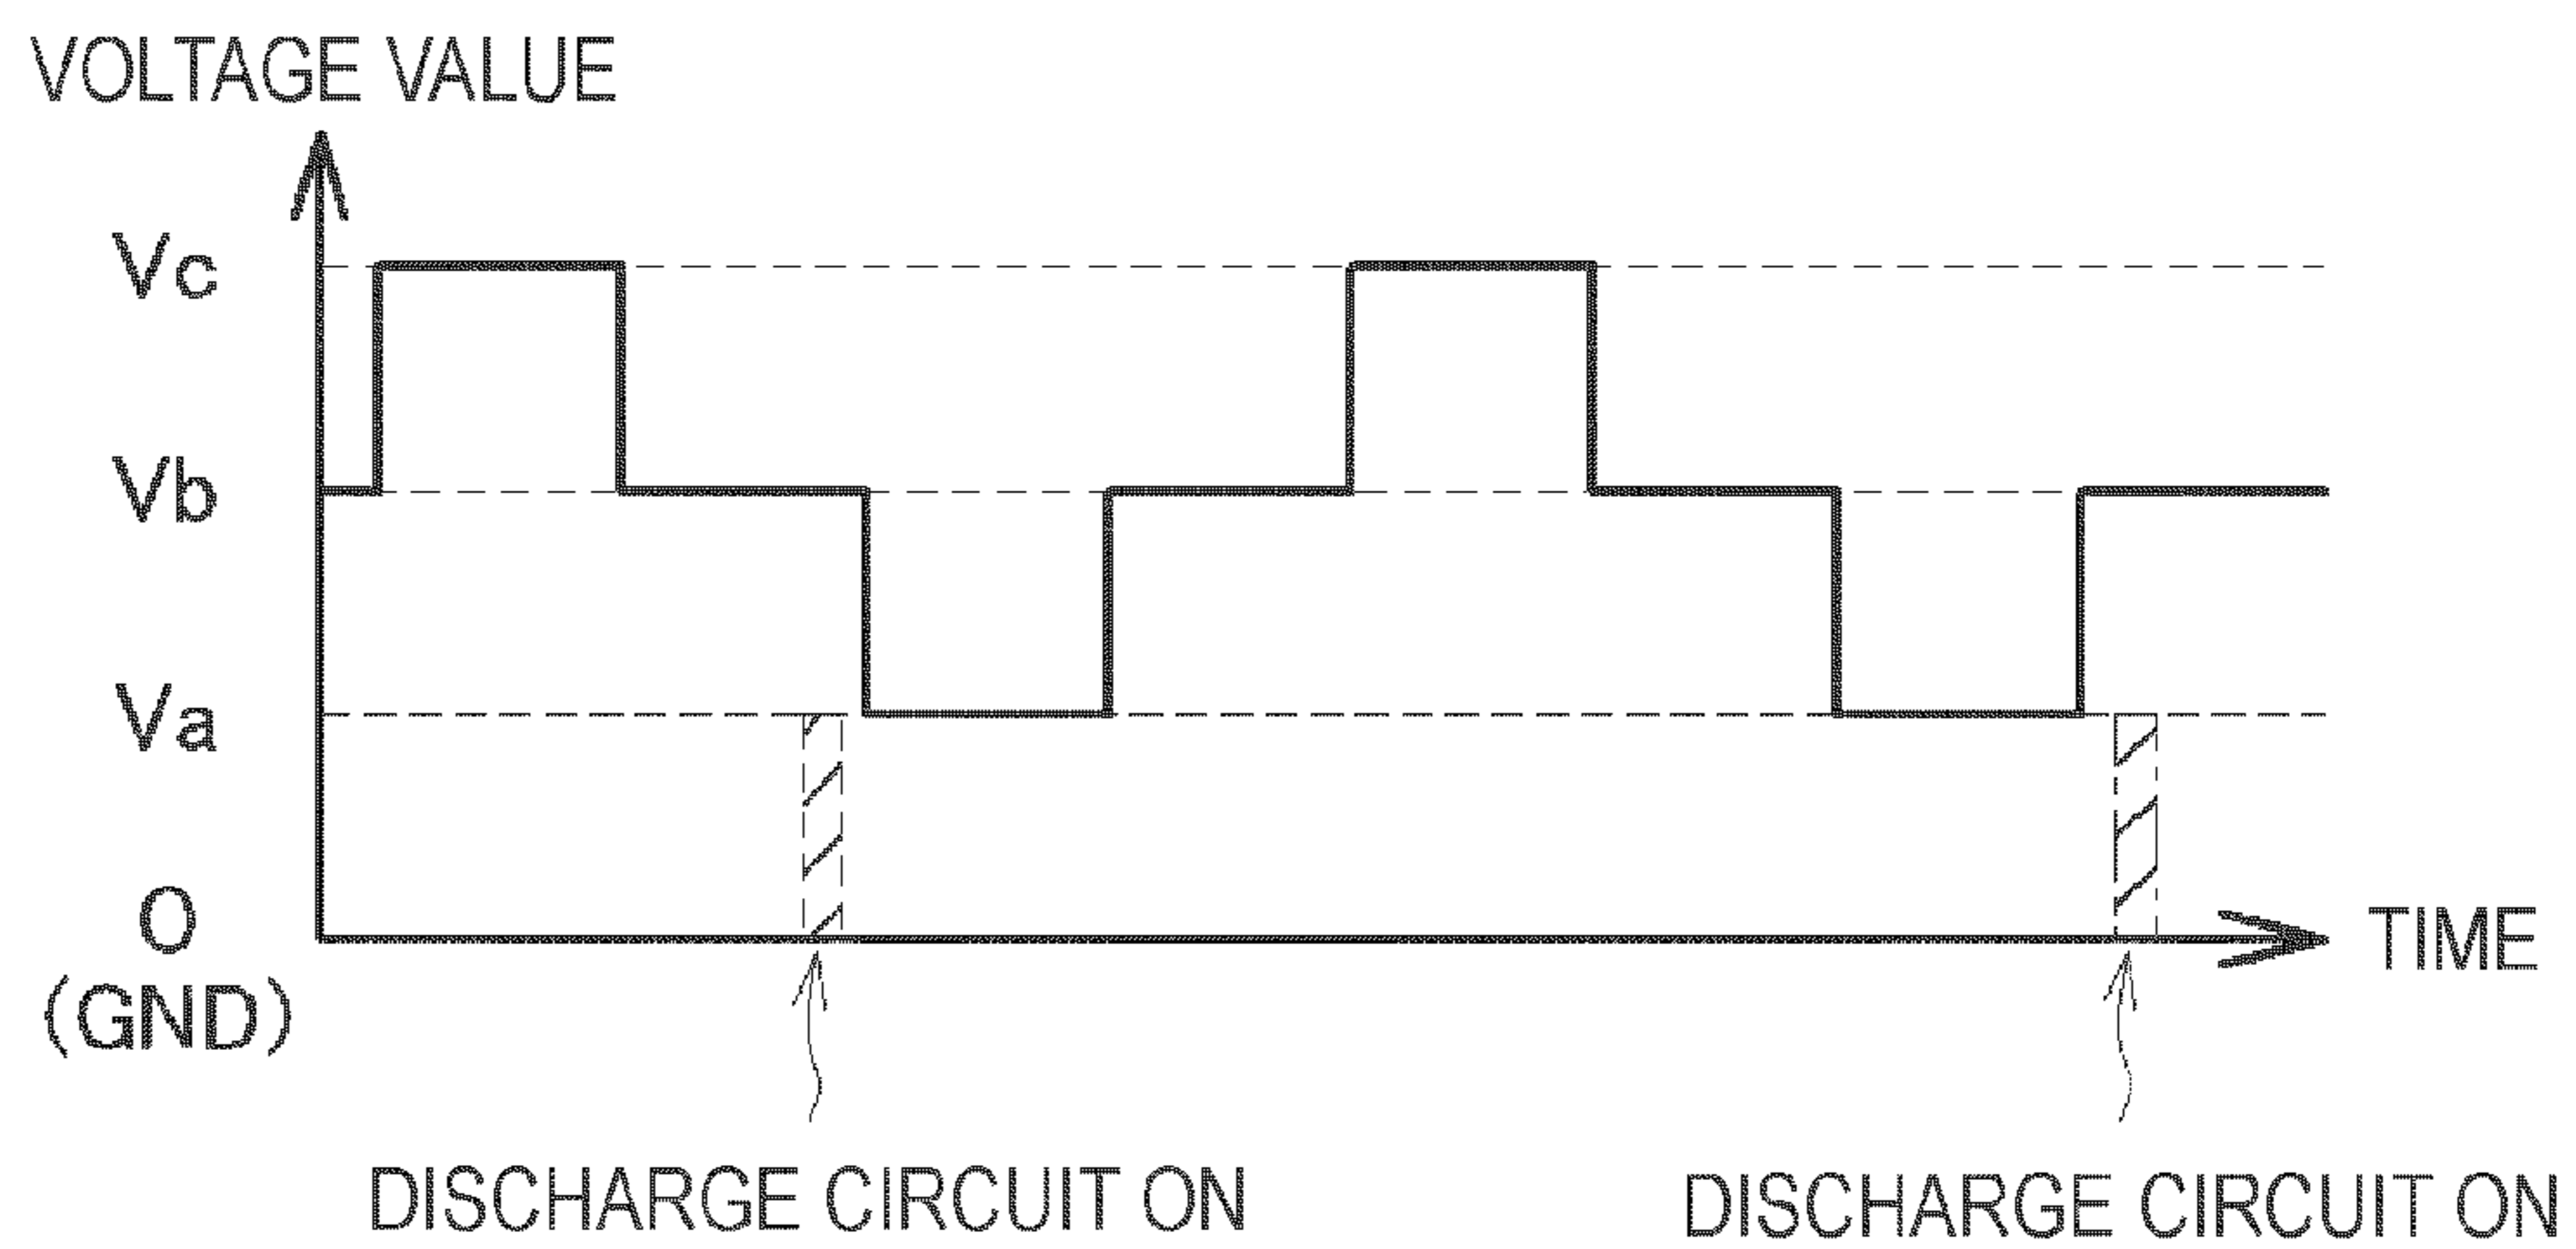 VOLTAGE VALUE
Vc
Vb
Va
O
(GND)
TIME
DISCHARGE CIRCUIT ON
DISCHARGE CIRCUIT ON